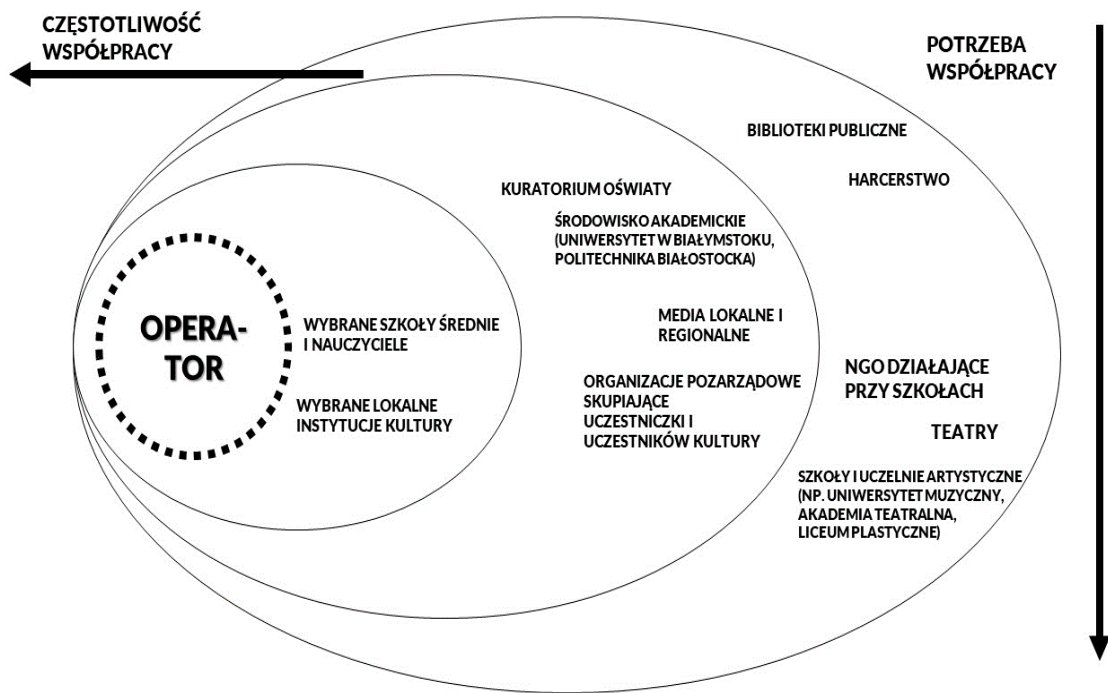 CZĘSTOTLIWOŚĆ
WSPÓŁPRACY
POTRZEBA
WSPÓŁPRACY
BIBLIOTEKI PUBLICZNE
HARCERSTWO
KURATORIUM OŚWIATY
ŚRODOWISKO AKADEMICKIE
(UNIWERSYTET W BIAŁYMSTOKU,
POLITECHNIKA BIAŁOSTOCKA)
OPERA-
TOR
WYBRANE SZKOŁY ŚREDNIE
I NAUCZYCIELE
WYBRANE LOKALNE
INSTYTUCJE KULTURY
MEDIA LOKALNE I
REGIONALNE
ORGANIZACJE POZARZĄDOWE
SKUPIAJĄCE
UCZESTNICZKI I
UCZESTNIKÓW KULTURY
NGO DZIAŁAJĄCE
PRZY SZKOŁACH
TEATRY
SZKOŁY I UCZELNIE ARTYSTYCZNE
(NP. UNIWERSYTET MUZYCZNY,
AKADEMIA TEATRALNA,
LICEUM PLASTYCZNE)